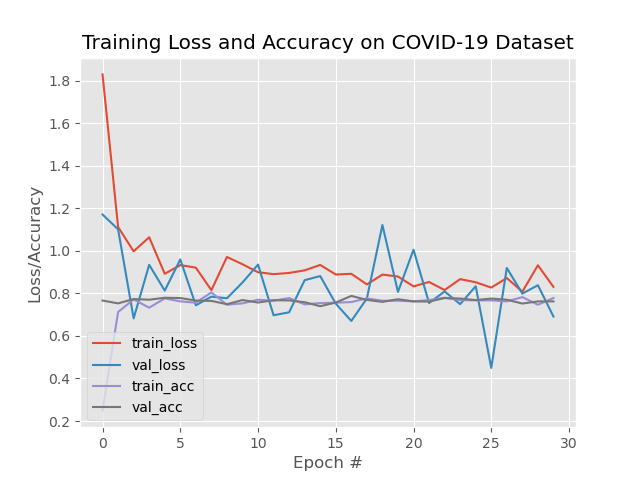 Training Loss and Accuracy on COVID-19 Dataset
1.8
1.6
1.4
1.2
1.0
0.8
0.6
0.4
0.2
Loss/Accuracy
train_loss
val_loss
train_acc
val_acc
0 5 10 15 20 25 30
Epoch #